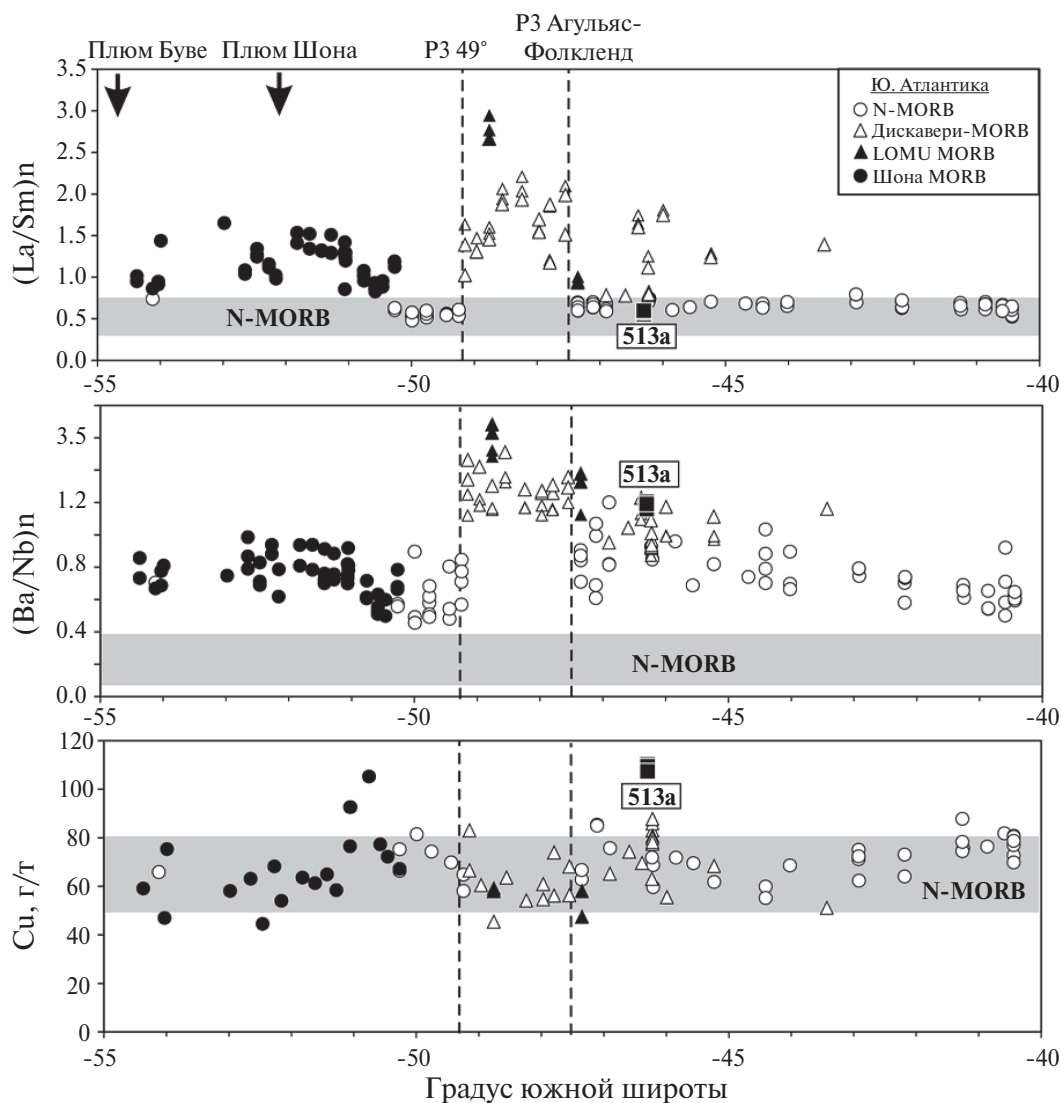 РЗ Агульяс-
Плюм Буве Плюм Шона РЗ 49° Фолкленд
3.5
3.0
2.5
2.0
1.5
1.0
0.5
0.0
(La/Sm)n
Ю. Атлантика
N-MORB
Дискавери-MORB
LOMU MORB
Шона MORB
N-MORB
513a
-55 -50 -45 -40
3.5
1.2
0.8
0.4
0.0
(Ba/Nb)n
513a
N-MORB
-55 -50 -45 -40
120
100
80
60
40
20
0
Cu, г/т
513a
N-MORB
-55 -50 -45 -40
Градус южной широты